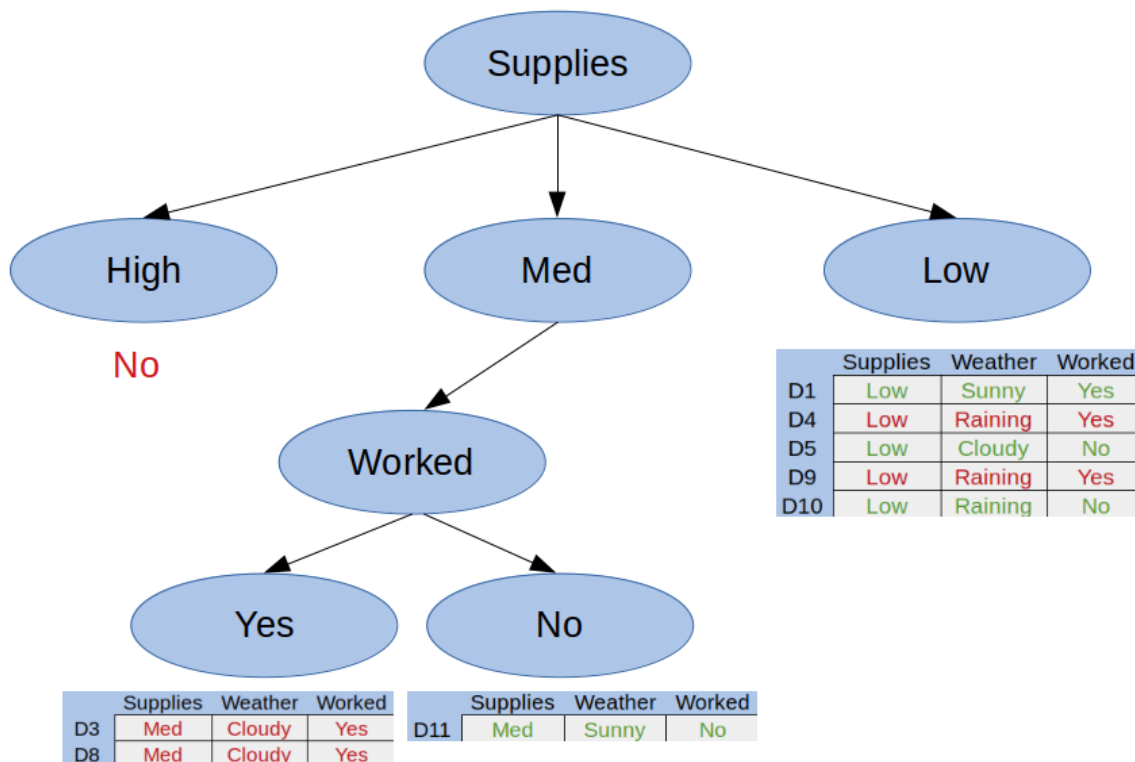 Supplies
High
Med
Low
No
Supplies Weather Worked
D1 Low Sunny Yes
D4 Low Raining Yes
D5 Low Cloudy No
D9 Low Raining Yes
D10 Low Raining No
Worked
Yes
No
Supplies Weather Worked
D3 Med Cloudy Yes
D8 Med Cloudy Yes
Supplies Weather Worked
D11 Med Sunny No